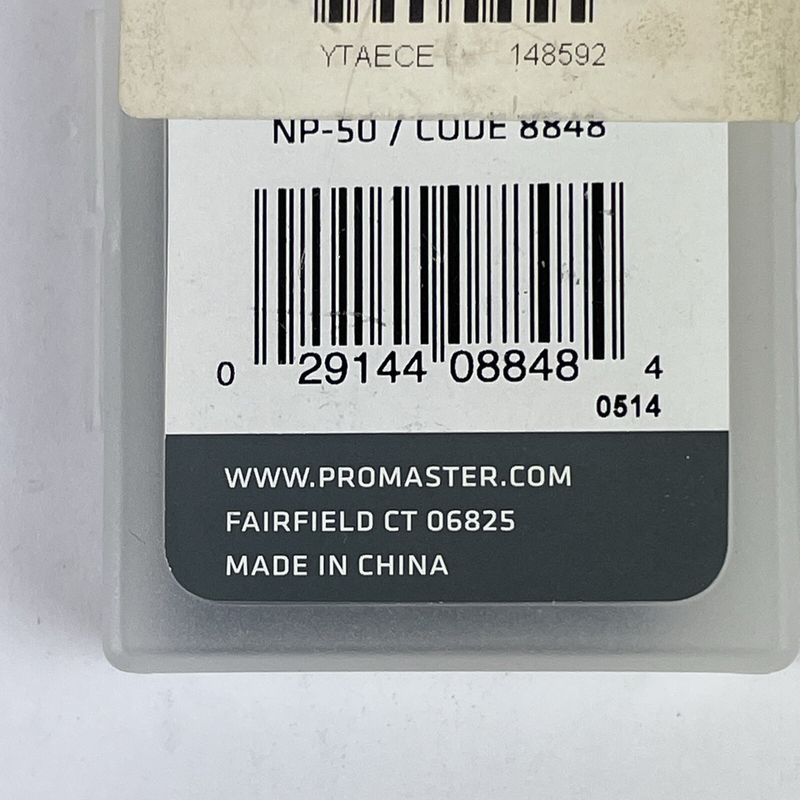 YTAECE 148592
NP-50 / CODE 8848
0 29144 08848 4
0514
WWW.PROMASTER.COM
FAIRFIELD CT 06825
MADE IN CHINA